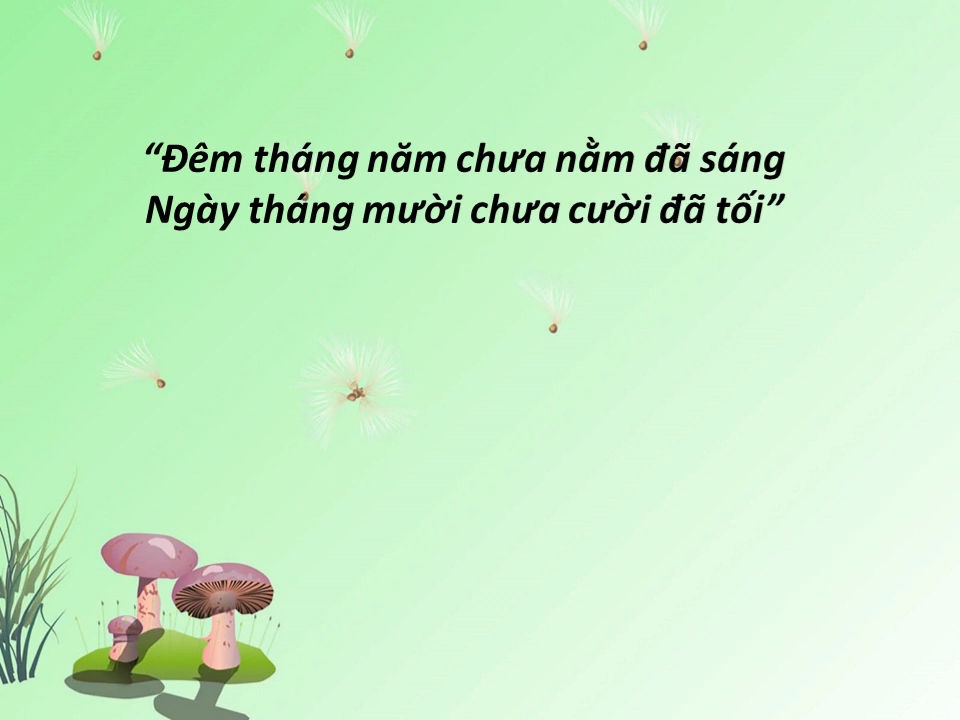 “Đêm tháng năm chưa nằm đã sáng
Ngày tháng mười chưa cười đã tối”